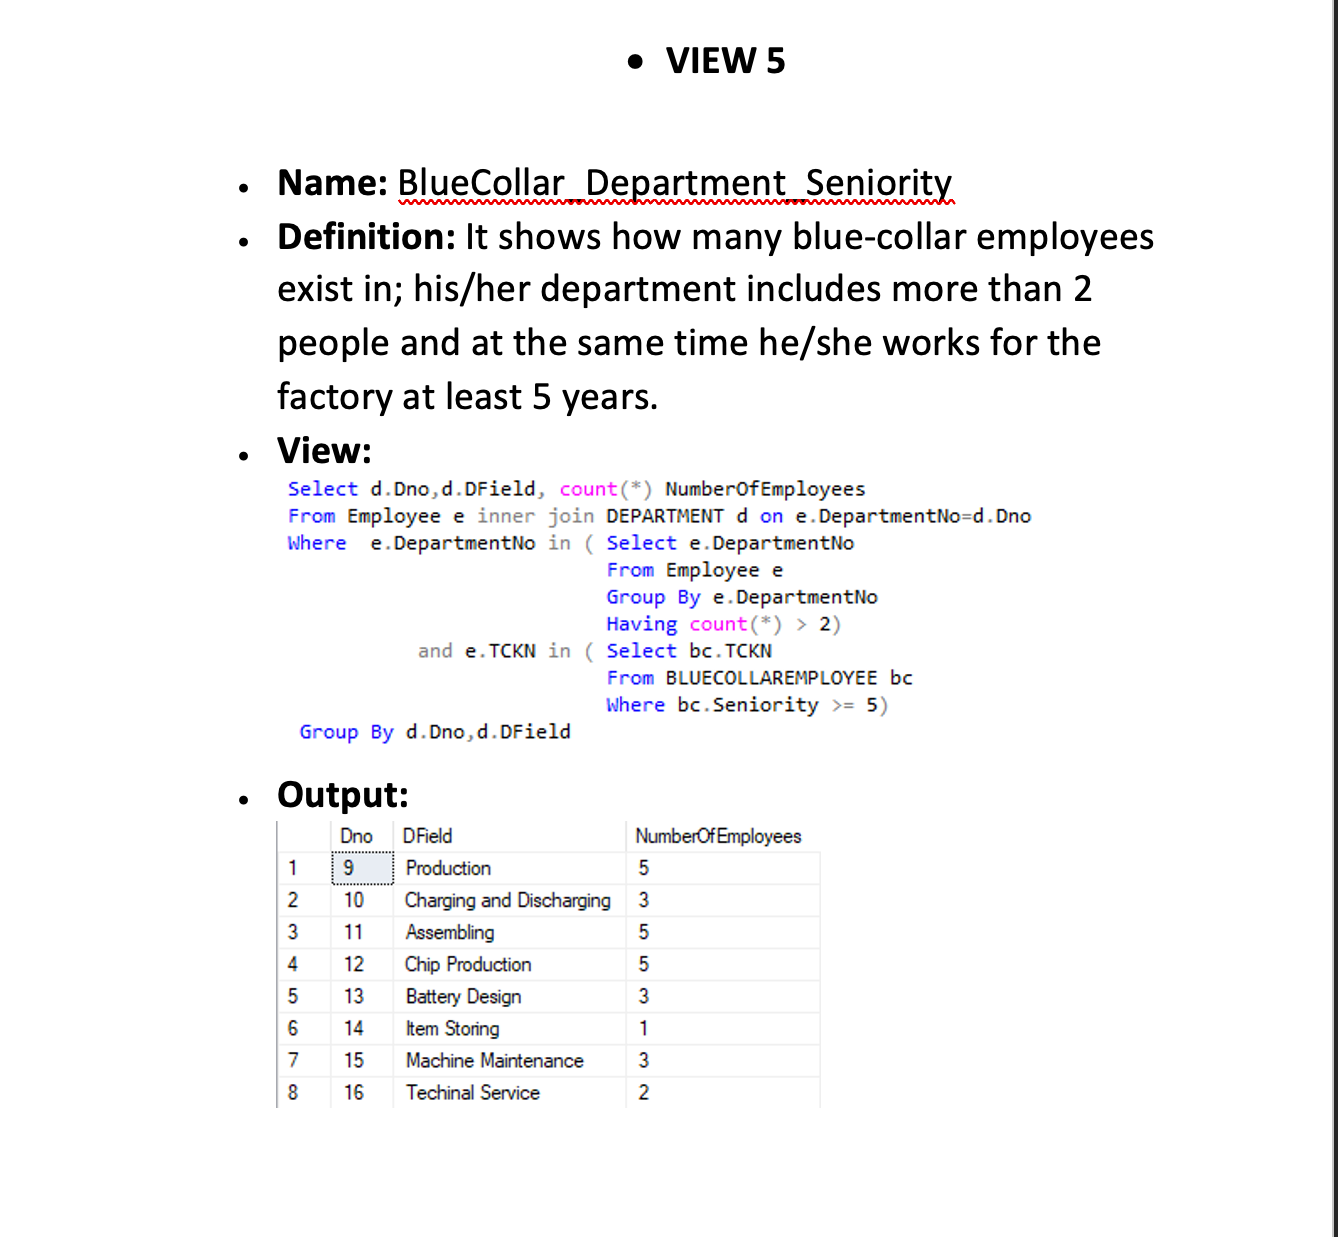 • VIEW 5
• Name: BlueCollar_Department_Seniority
• Definition: It shows how many blue-collar employees
exist in; his/her department includes more than 2
people and at the same time he/she works for the
factory at least 5 years.
• View:
Select d.Dno,d.DField, count(*) NumberOfEmployees
From Employee e inner join DEPARTMENT d on e.DepartmentNo=d.Dno
Where e.DepartmentNo in ( Select e.DepartmentNo
From Employee e
Group By e.DepartmentNo
Having count(*) > 2)
and e.TCKN in ( Select bc.TCKN
From BLUECOLLAREMPLOYEE bc
Where bc.Seniority >= 5)
Group By d.Dno,d.DField
• Output:
Dno DField NumberOfEmployees
1 9 Production 5
2 10 Charging and Discharging 3
3 11 Assembling 5
4 12 Chip Production 5
5 13 Battery Design 3
6 14 Item Storing 1
7 15 Machine Maintenance 3
8 16 Techinal Service 2